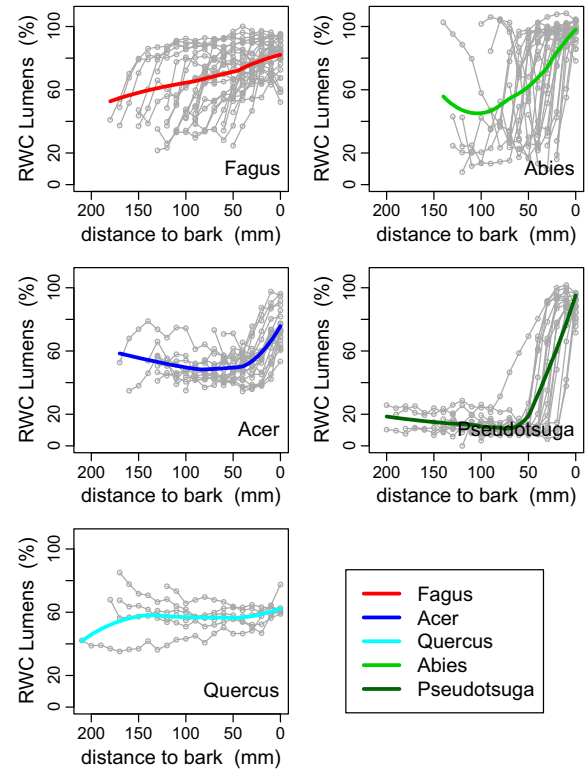 RWC Lumens (%)
0 20 60 100
Fagus
200 150 100 50 0
distance to bark (mm)
RWC Lumens (%)
0 20 60 100
Abies
200 150 100 50 0
distance to bark (mm)
RWC Lumens (%)
0 20 60 100
Acer
200 150 100 50 0
distance to bark (mm)
RWC Lumens (%)
0 20 60 100
Pseudotsuga
200 150 100 50 0
distance to bark (mm)
RWC Lumens (%)
0 20 60 100
Quercus
200 150 100 50 0
distance to bark (mm)
Fagus
Acer
Quercus
Abies
Pseudotsuga